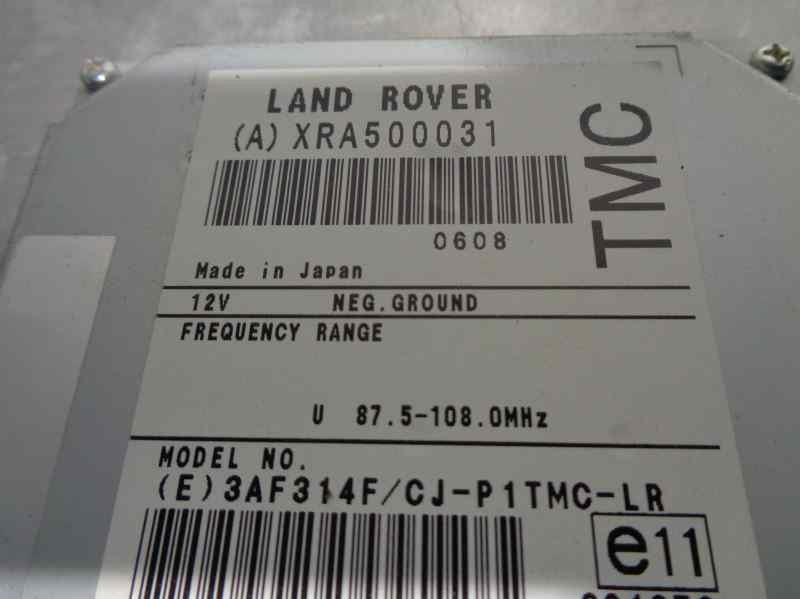 LAND ROVER
(A) XRA500031
TMC
0608
Made in Japan
12V NEG.GROUND
FREQUENCY RANGE
U 87.5-108.0MHz
MODEL NO.
(E)3AF314F/CJ-P1TMC-LR
e11